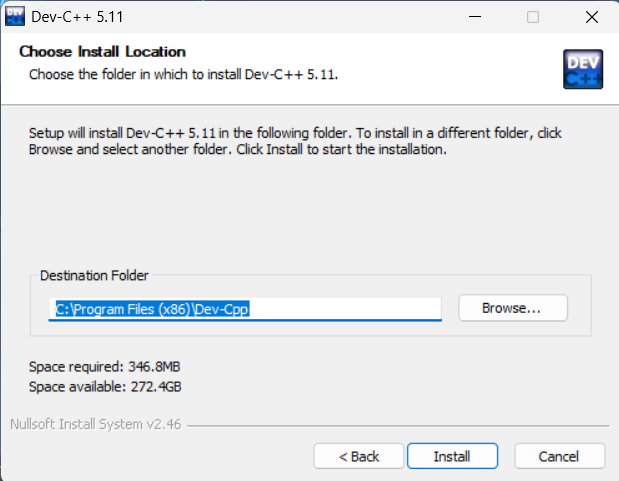 Dev-C++ 5.11
Choose Install Location
Choose the folder in which to install Dev-C++ 5.11.
DEV
C++
Setup will install Dev-C++ 5.11 in the following folder. To install in a different folder, click
Browse and select another folder. Click Install to start the installation.
Destination Folder
C:\Program Files (x86)\Dev-Cpp
Browse...
Space required: 346.8MB
Space available: 272.4GB
Nullsoft Install System v2.46
< Back
Install
Cancel